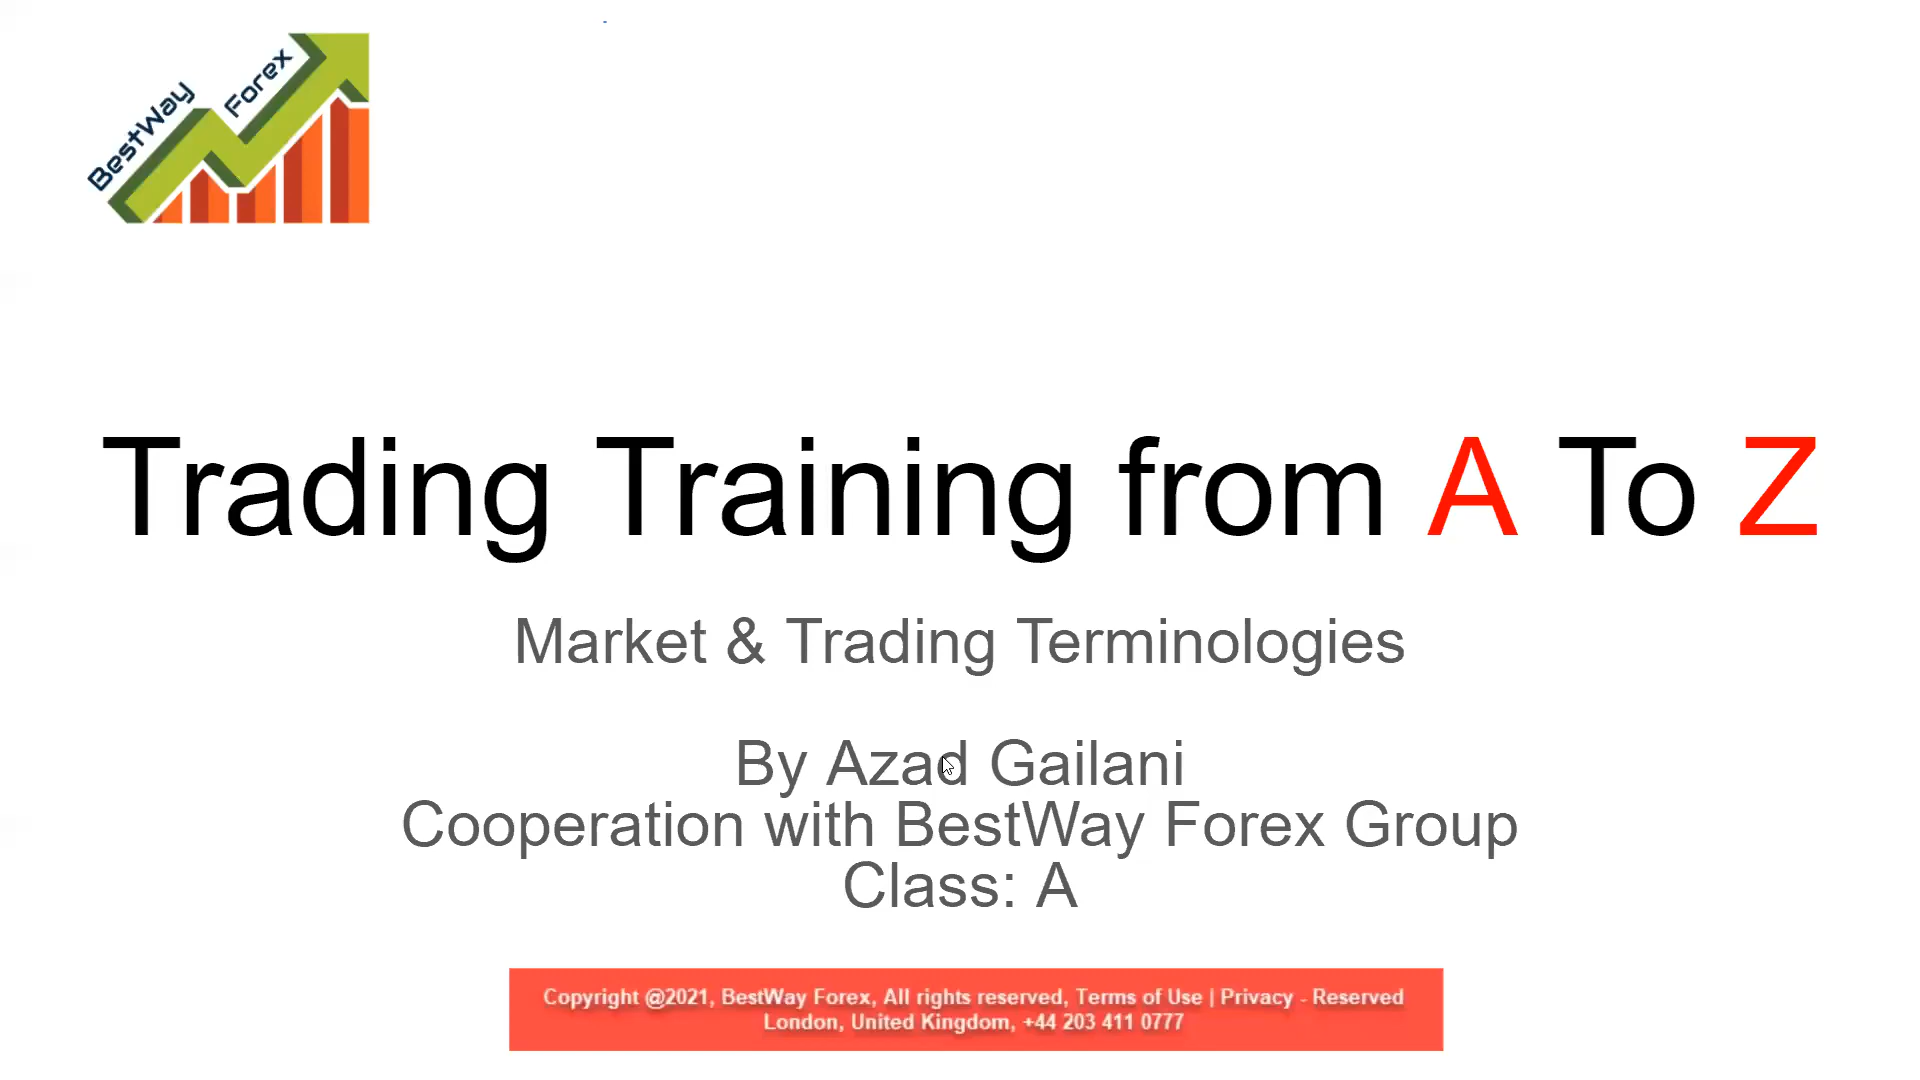 BestWay Forex
Trading Training from A To Z
Market & Trading Terminologies
By Azad Gailani
Cooperation with BestWay Forex Group
Class: A
Copyright @2021, BestWay Forex, All rights reserved, Terms of Use | Privacy - Reserved
London, United Kingdom, +44 203 411 0777